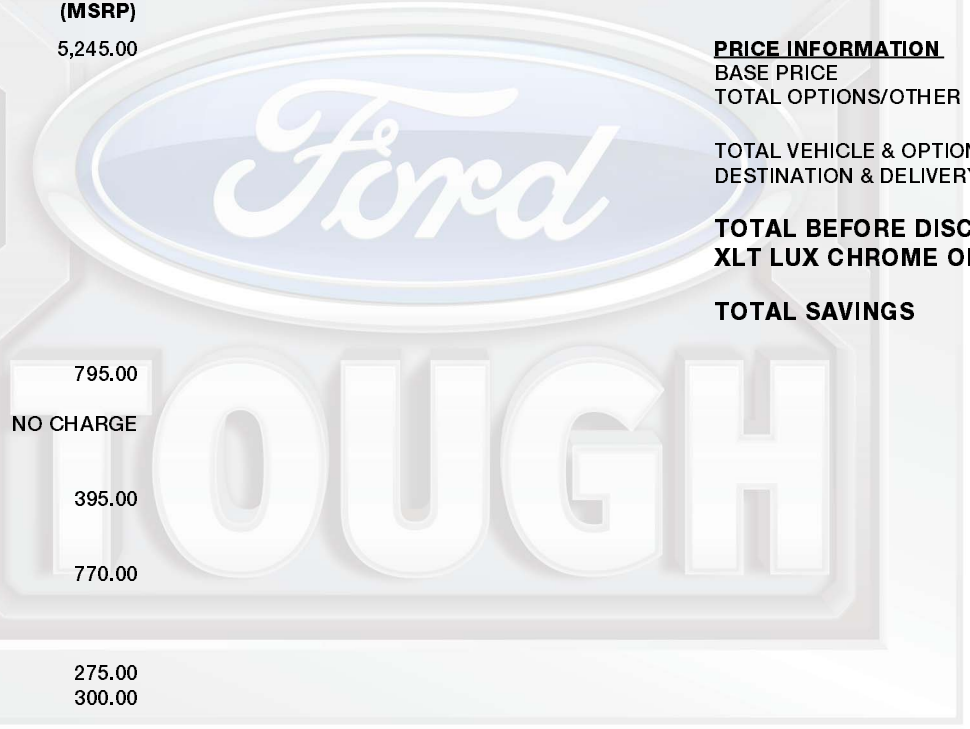 (MSRP)
5,245.00
795.00
NO CHARGE
395.00
770.00
275.00
300.00
PRICE INFORMATION
BASE PRICE
TOTAL OPTIONS/OTHER
TOTAL VEHICLE & OPTION
DESTINATION & DELIVERY
TOTAL BEFORE DISC
XLT LUX CHROME
TOTAL SAVINGS
Ford
TOUGH